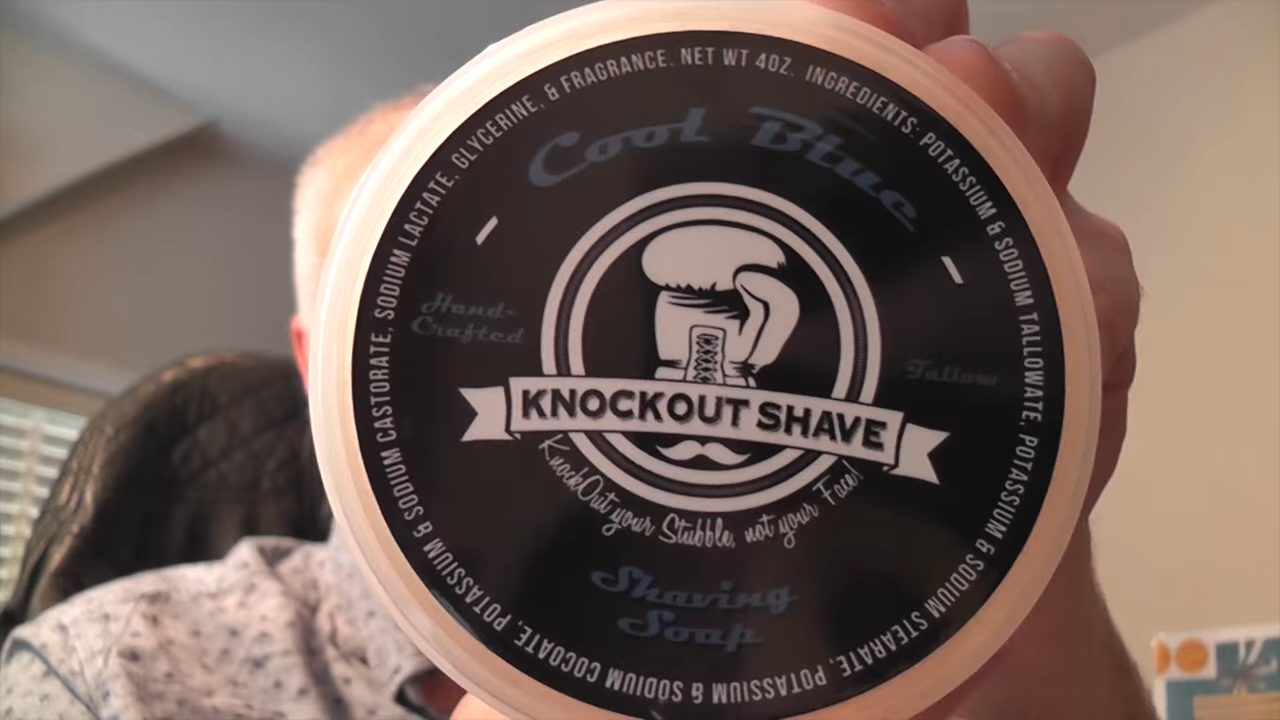 INGREDIENTS: POTASSIUM & SODIUM TALLOWATE, POTASSIUM & SODIUM STEARATE, POTASSIUM & SODIUM COCOATE, POTASSIUM & SODIUM CASTORATE, SODIUM LACTATE, GLYCERINE, & FRAGRANCE. NET WT 4OZ.
Cool Blue
Hand-
Crafted
Tallow
KNOCKOUT SHAVE
KnockOut your Stubble, not your Face!
Shaving
Soap